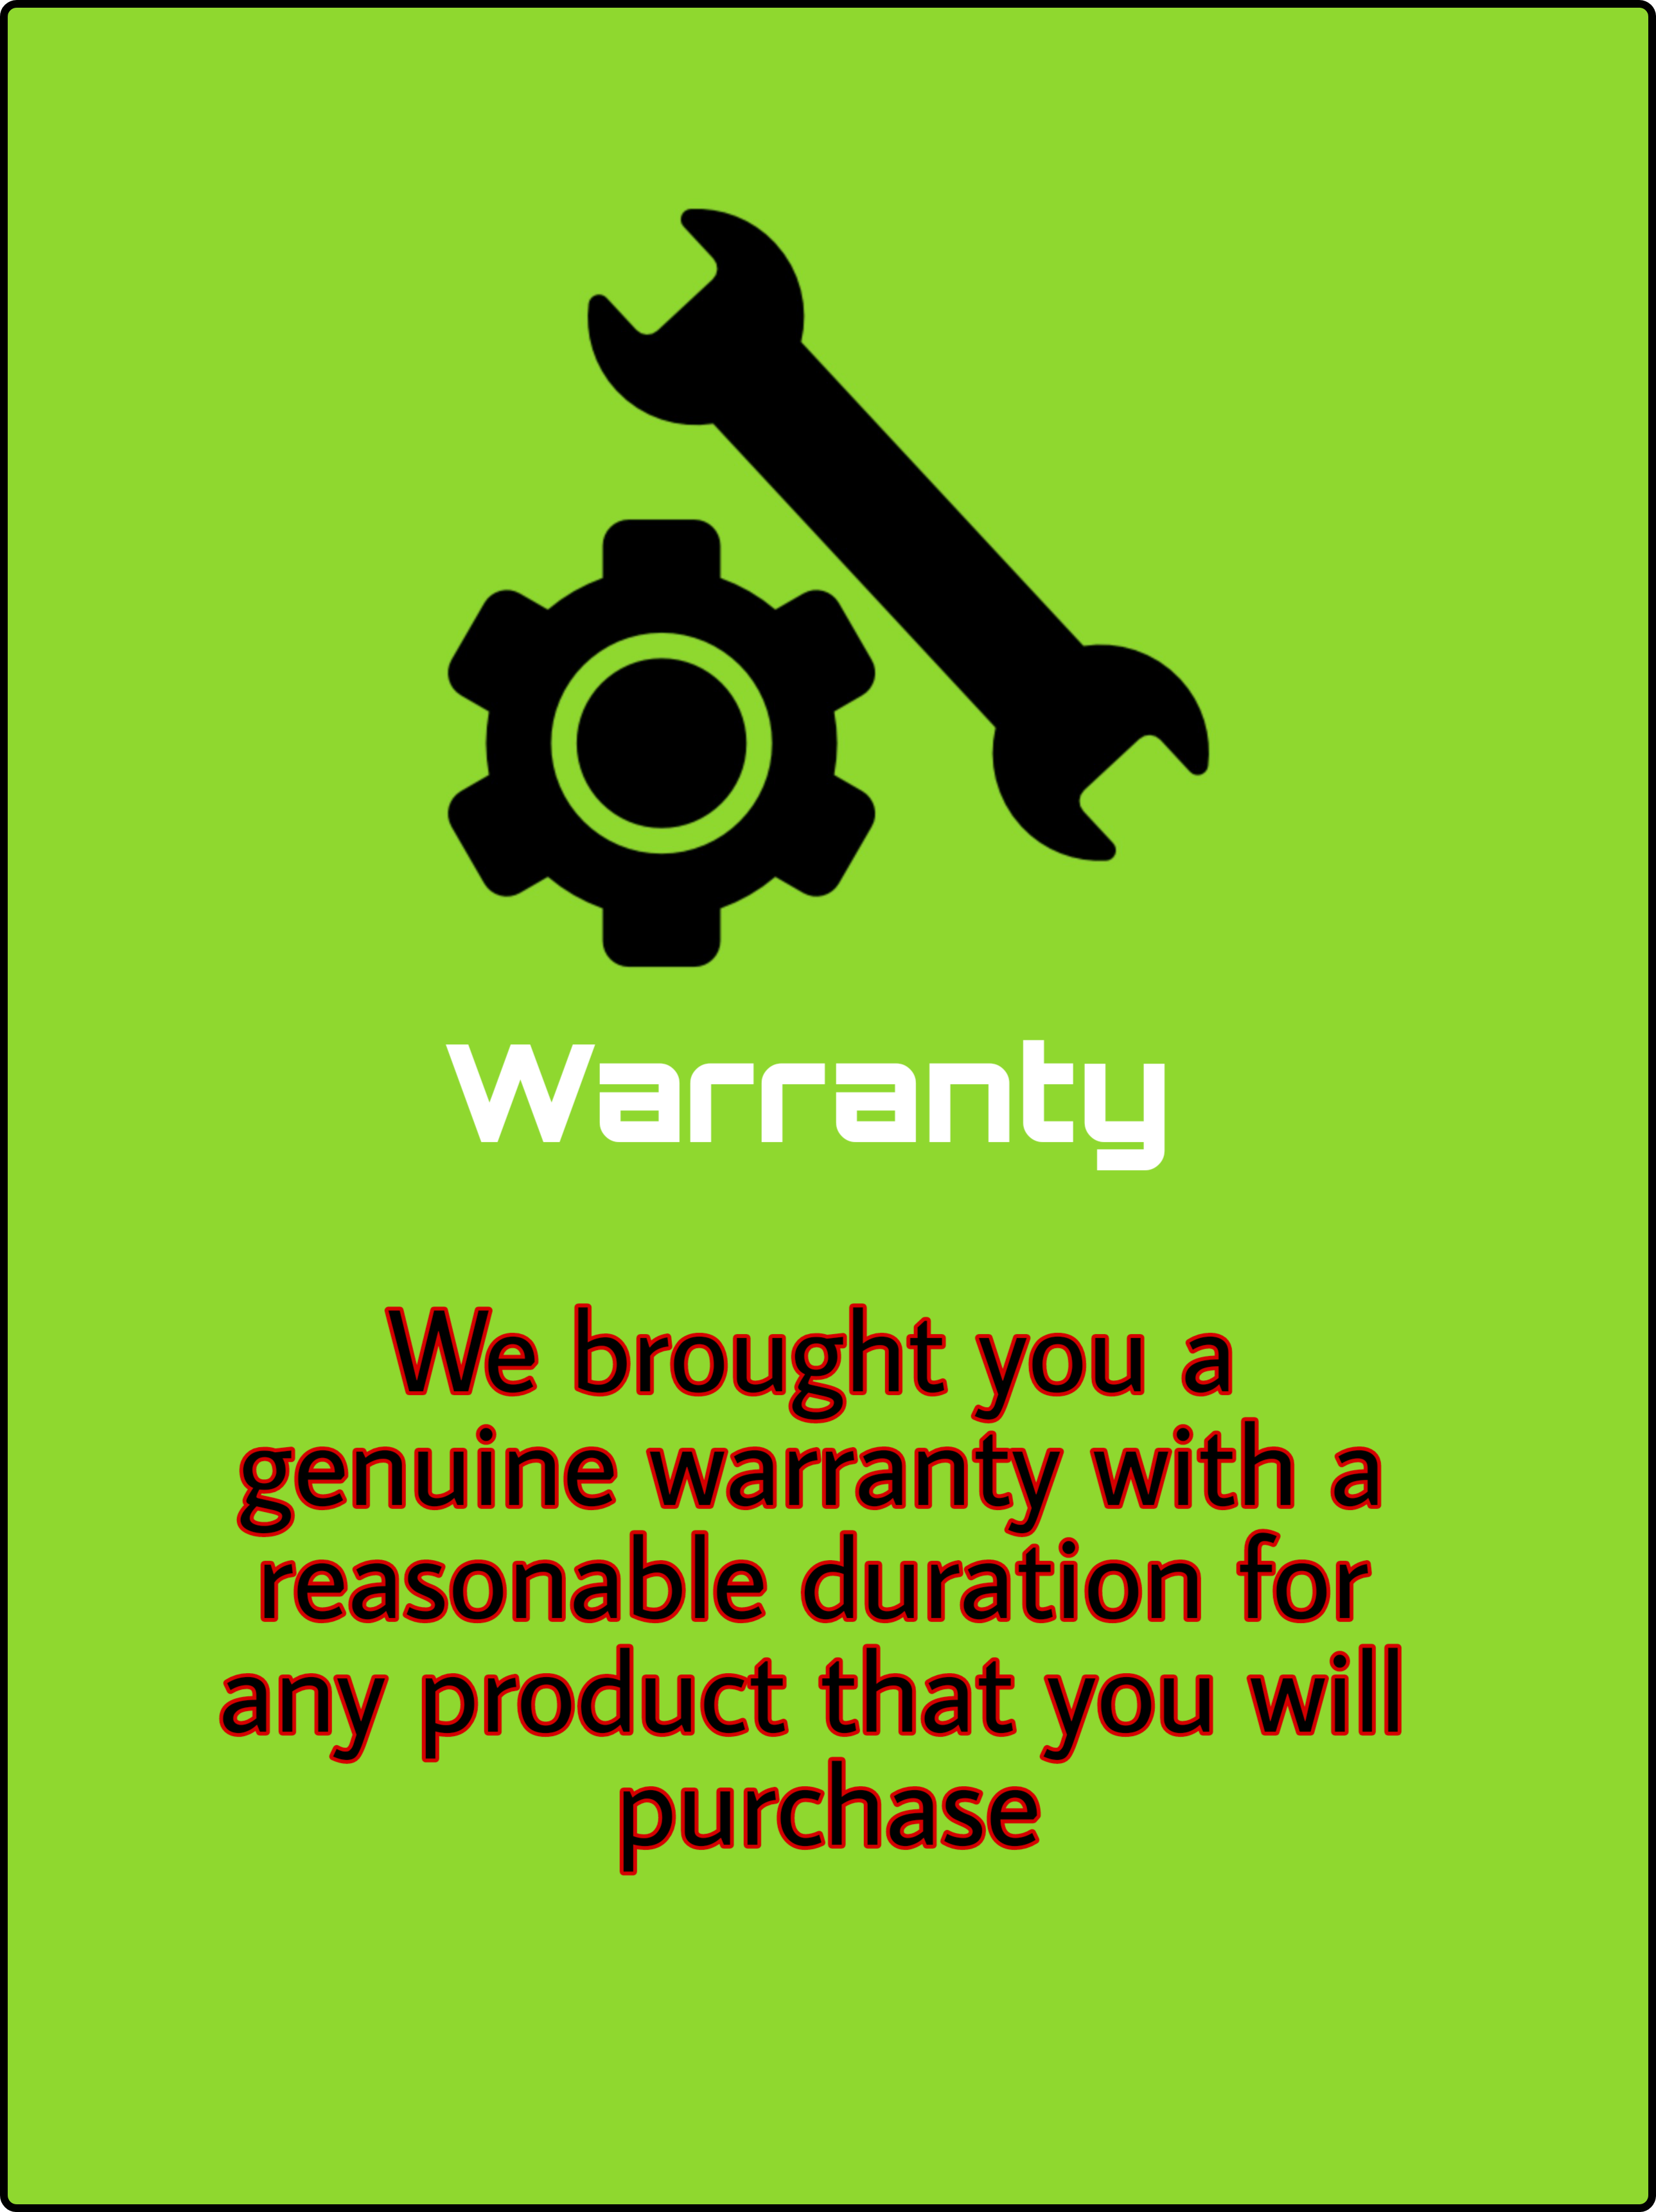 Warranty
We brought you a
genuine warranty with a
reasonable duration for
any product that you will
purchase